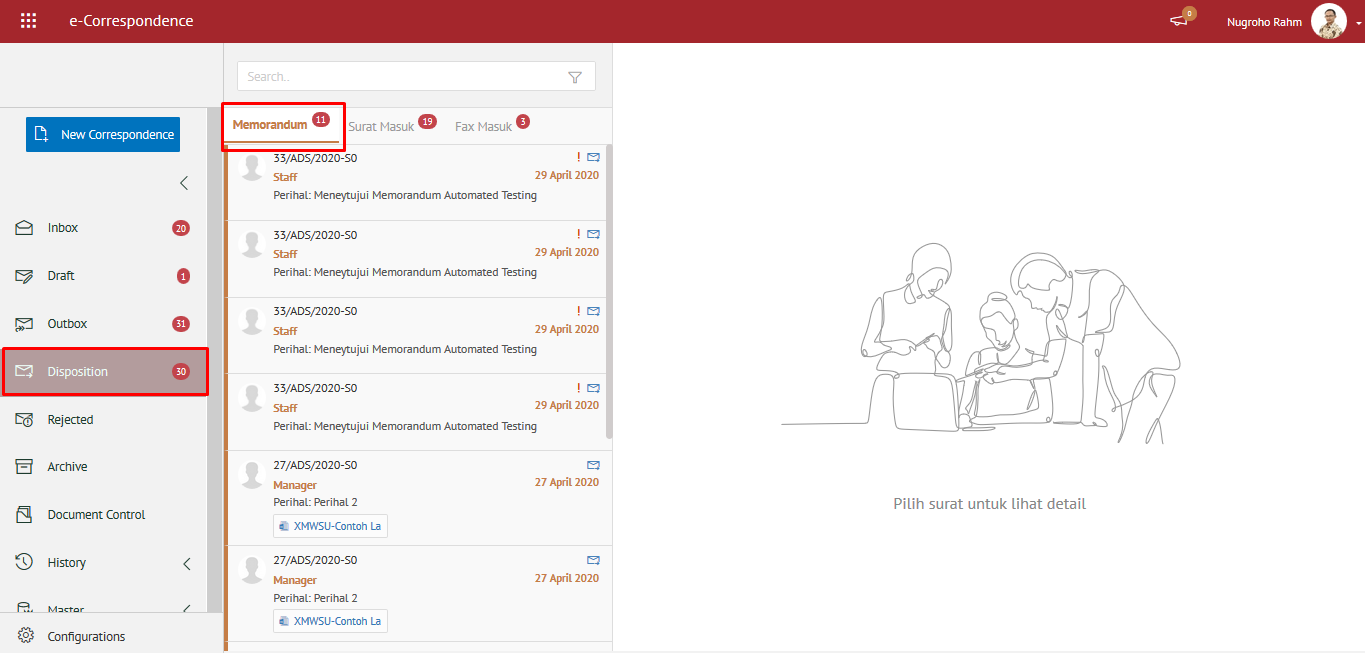 e-Correspondence
0
Nugroho Rahm
Search..
New Correspondence
Inbox 20
Draft 1
Outbox 31
Disposition 30
Rejected
Archive
Document Control
History
Master
Configurations
Memorandum 11 Surat Masuk 19 Fax Masuk 3
33/ADS/2020-S0 !
Staff 29 April 2020
Perihal: Meneytujui Memorandum Automated Testing
33/ADS/2020-S0 !
Staff 29 April 2020
Perihal: Meneytujui Memorandum Automated Testing
33/ADS/2020-S0 !
Staff 29 April 2020
Perihal: Meneytujui Memorandum Automated Testing
33/ADS/2020-S0 !
Staff 29 April 2020
Perihal: Meneytujui Memorandum Automated Testing
27/ADS/2020-S0
Manager 27 April 2020
Perihal: Perihal 2
XMWSU-Contoh La
27/ADS/2020-S0
Manager 27 April 2020
Perihal: Perihal 2
XMWSU-Contoh La
Pilih surat untuk lihat detail